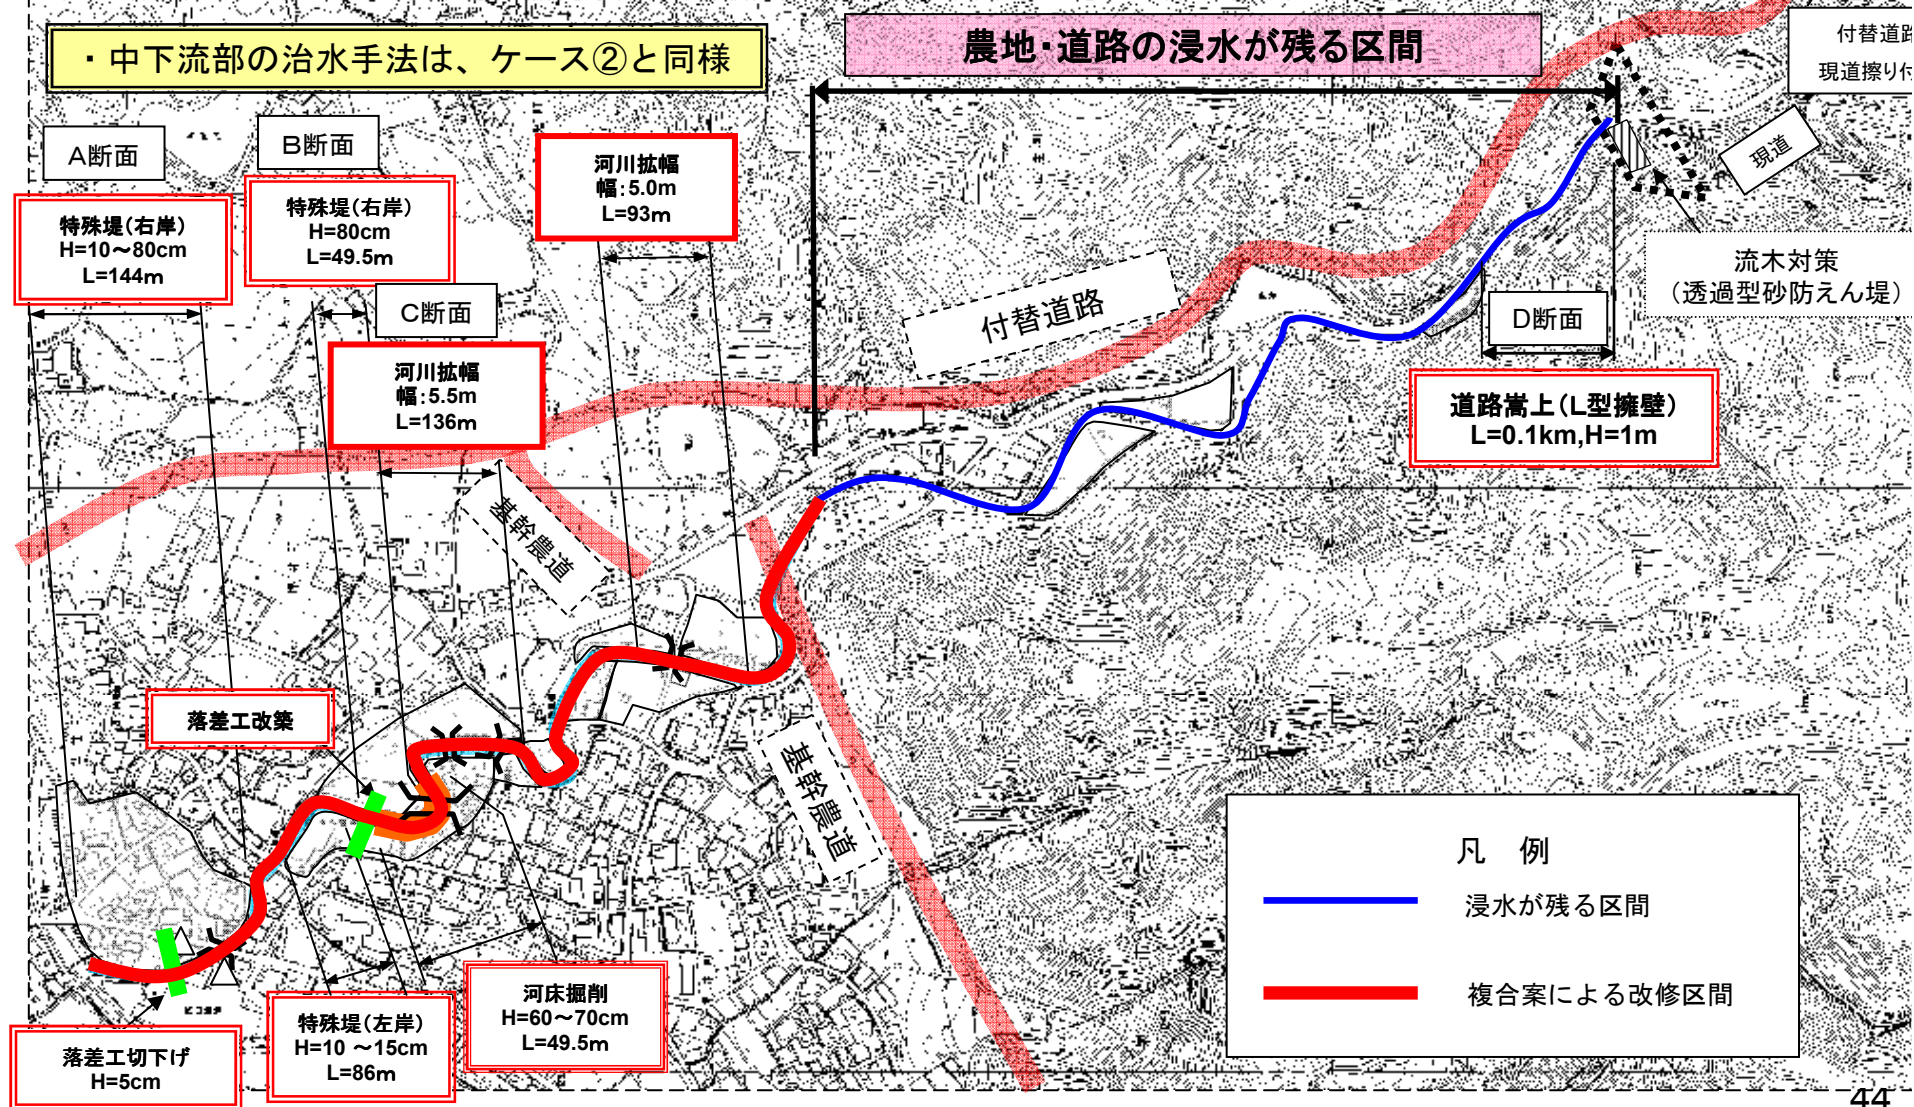 ・中下流部の治水手法は、ケース②と同様
農地・道路の浸水が残る区間
付替道路
現道擦り付
現道
A断面
B断面
特殊堤(右岸)
H=10～80cm
L=144m
特殊堤(右岸)
H=80cm
L=49.5m
河川拡幅
幅:5.0m
L=93m
C断面
河川拡幅
幅:5.5m
L=136m
付替道路
流木対策
(透過型砂防えん堤)
D断面
道路嵩上(L型擁壁)
L=0.1km,H=1m
基幹農道
基幹農道
落差工改築
落差工切下げ
H=5cm
特殊堤(左岸)
H=10 ～15cm
L=86m
河床掘削
H=60～70cm
L=49.5m
凡 例
浸水が残る区間
複合案による改修区間
44